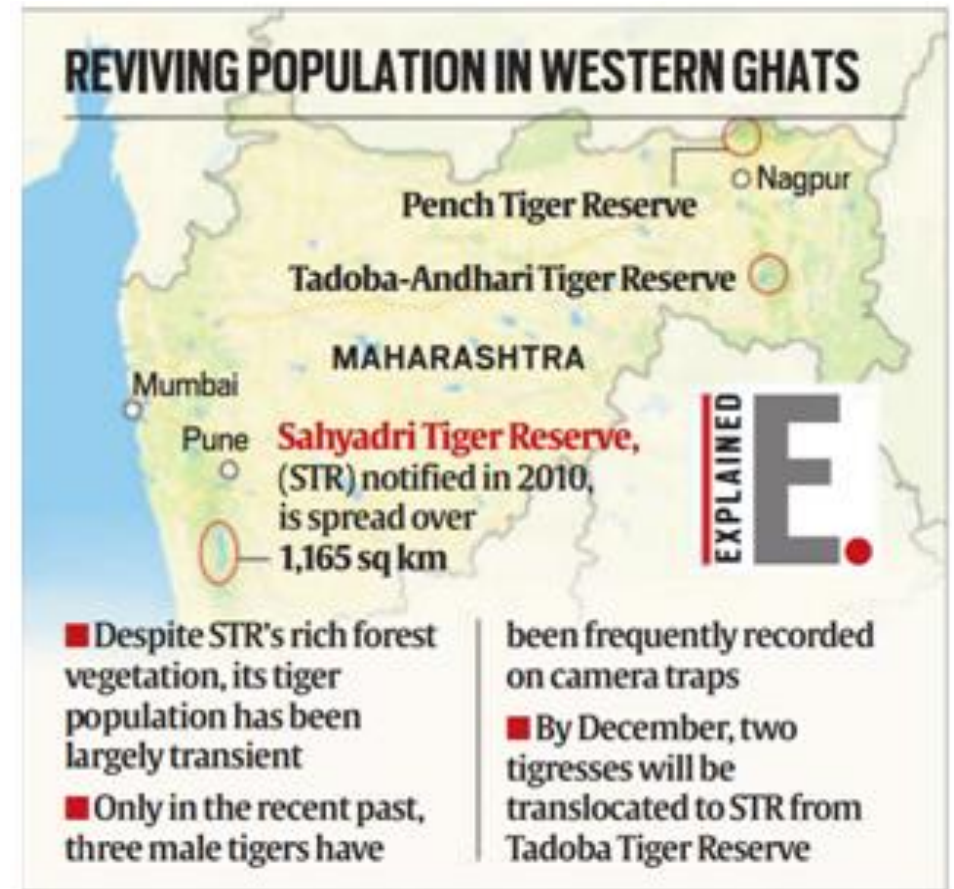 REVIVING POPULATION IN WESTERN GHATS
Nagpur
Pench Tiger Reserve
Tadoba-Andhari Tiger Reserve
MAHARASHTRA
Mumbai
Pune
Sahyadri Tiger Reserve,
(STR) notified in 2010,
is spread over
1,165 sq km
EXPLAINED
E.
■ Despite STR's rich forest
vegetation, its tiger
population has been
largely transient
■ Only in the recent past,
three male tigers have
been frequently recorded
on camera traps
■ By December, two
tigresses will be
translocated to STR from
Tadoba Tiger Reserve